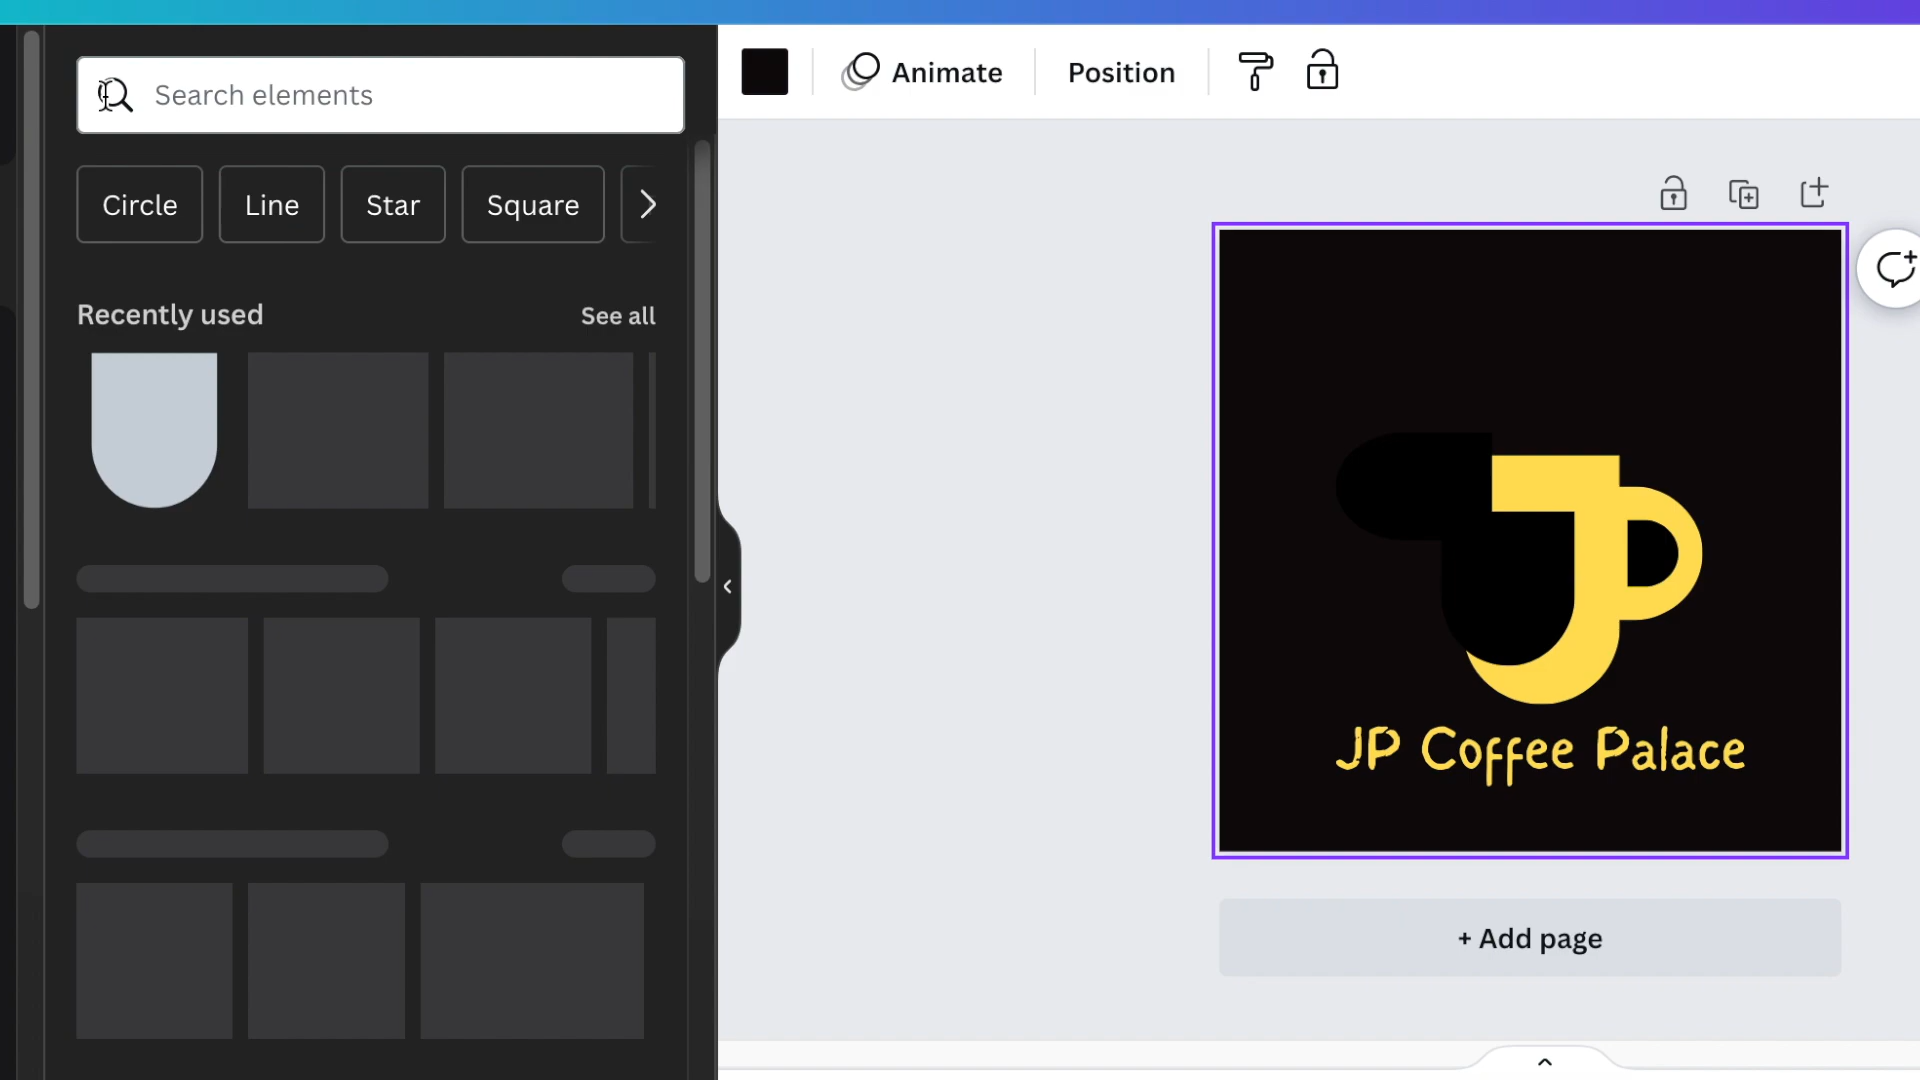 Search elements
Animate
Position
Circle
Line
Star
Square
Recently used
See all
JP Coffee Palace
+ Add page